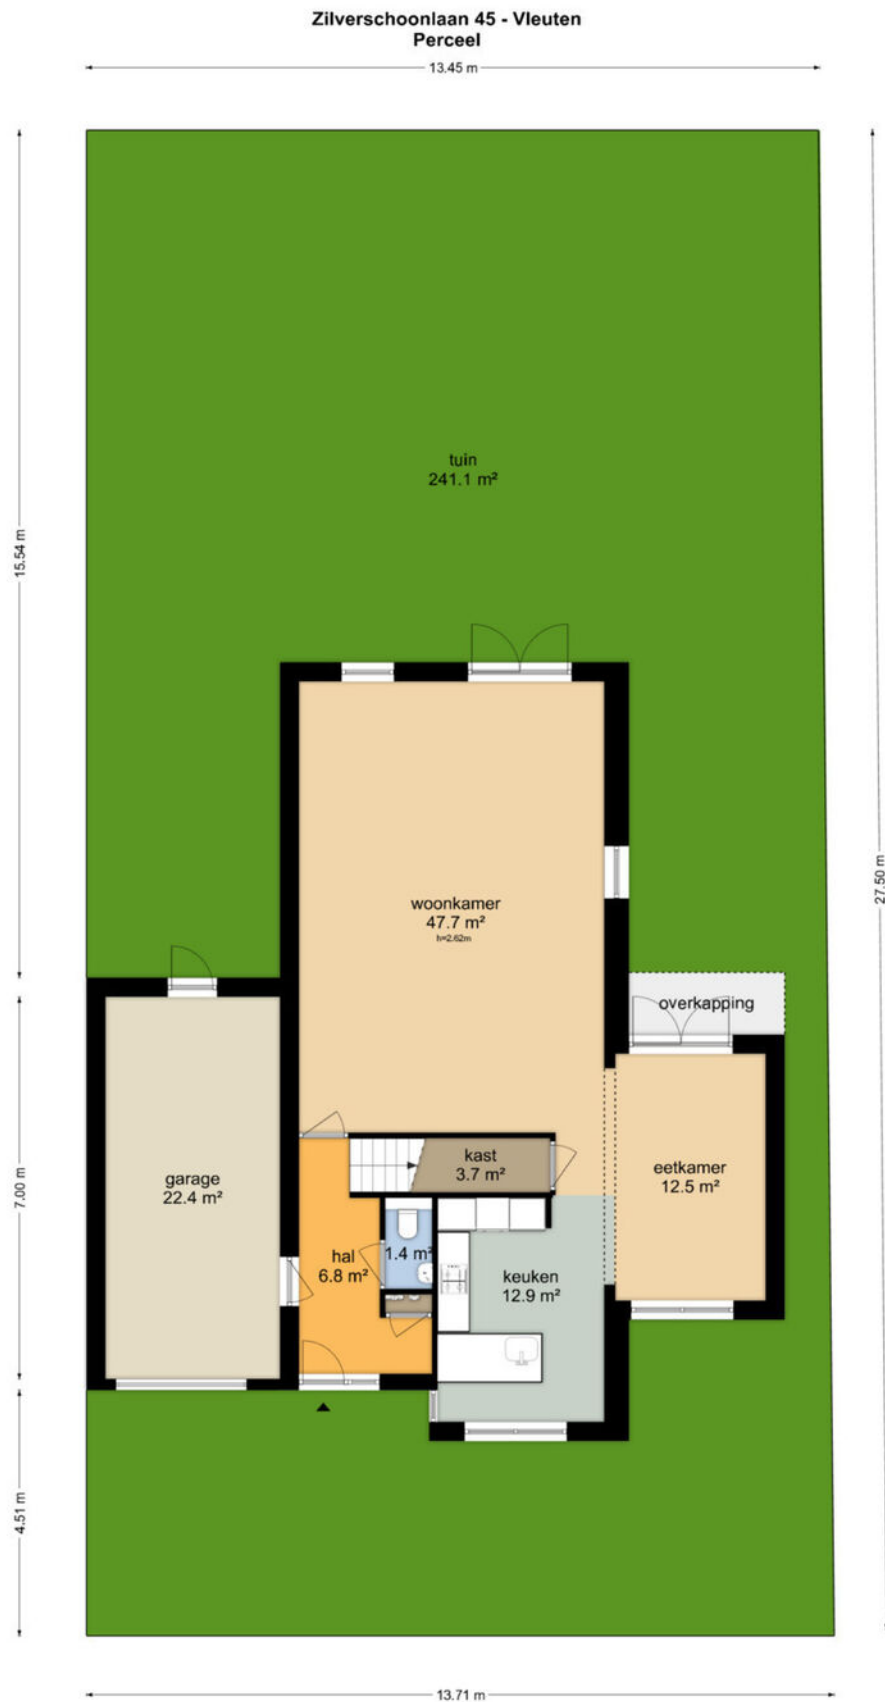 Zilverschoonlaan 45 - Vleuten
Perceel
13.45 m
15.54 m
27.50 m
tuin
241.1 m²
woonkamer
47.7 m²
h=2.62m
overkapping
garage
22.4 m²
kast
3.7 m²
eetkamer
12.5 m²
7.00 m
hal
6.8 m²
1.4 m²
keuken
12.9 m²
4.51 m
13.71 m